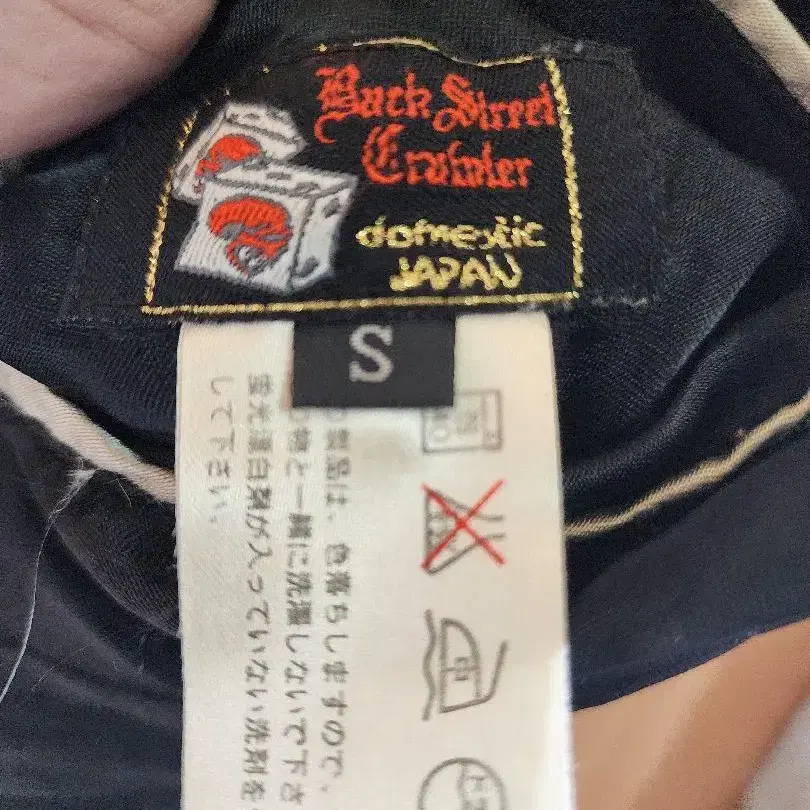 Back Street
Crawler
domestic
JAPAN
S
の製品は、色落ちしますので、
物と一緒に洗濯しないで下さ
蛍光漂白剤が入っていない洗剤を
して下さい。
中